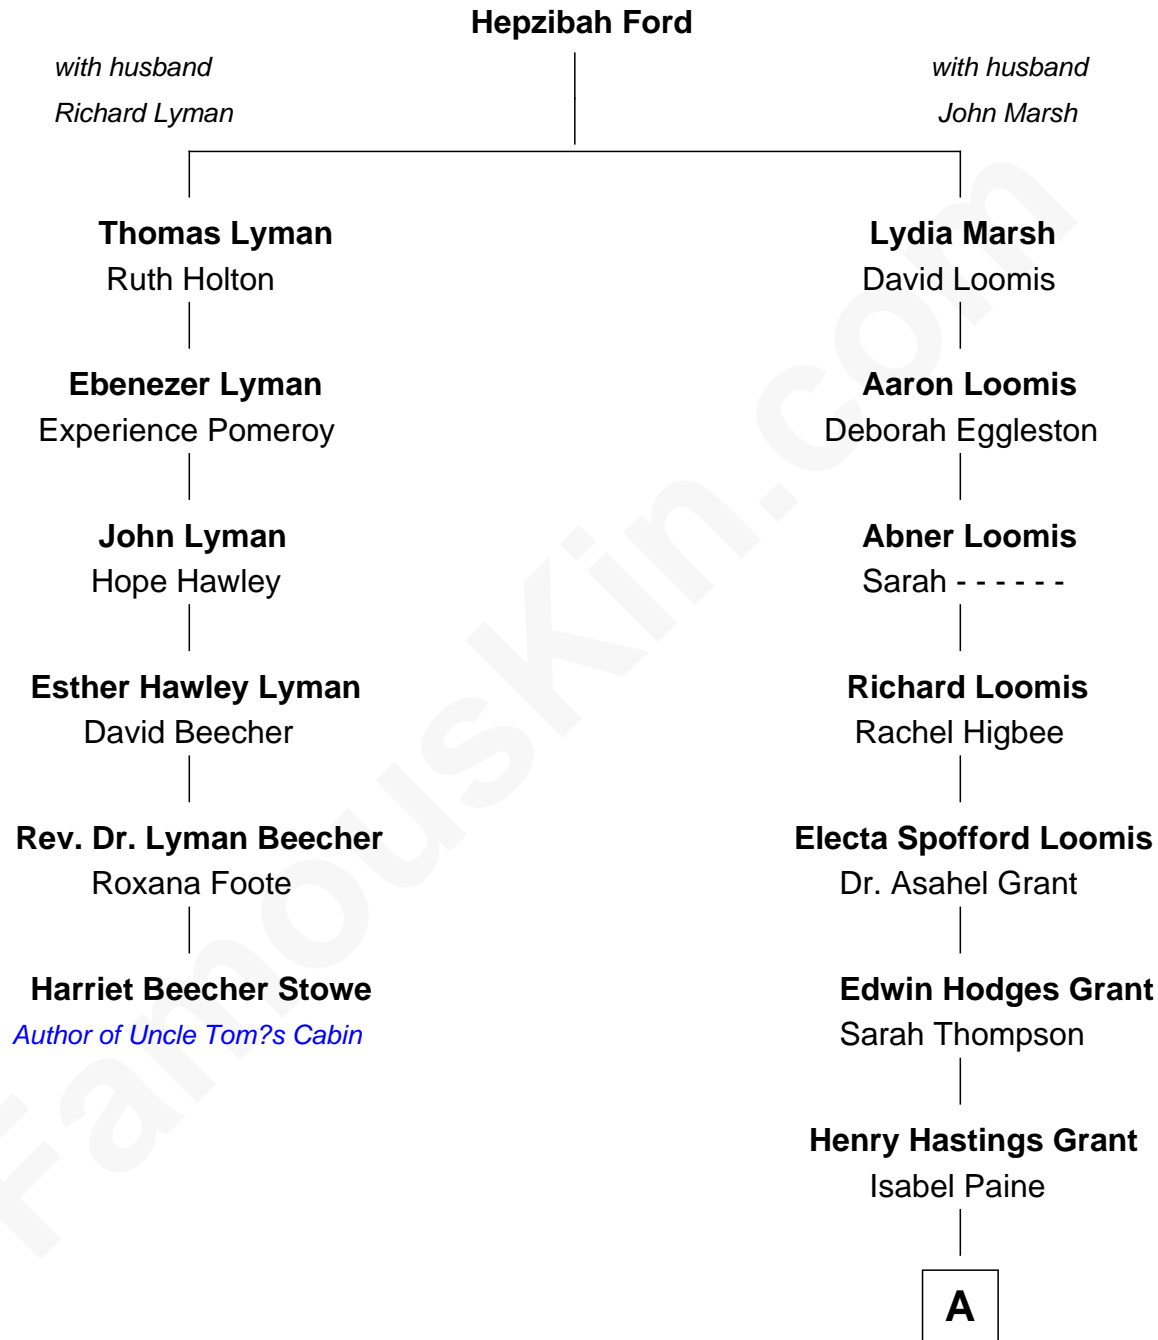 Hepzibah Ford
with husband
Richard Lyman
with husband
John Marsh
Thomas Lyman
Ruth Holton
Lydia Marsh
David Loomis
Ebenezer Lyman
Experience Pomeroy
Aaron Loomis
Deborah Eggleston
John Lyman
Hope Hawley
Abner Loomis
Sarah - - - - - -
Esther Hawley Lyman
David Beecher
Richard Loomis
Rachel Higbee
Rev. Dr. Lyman Beecher
Roxana Foote
Electa Spofford Loomis
Dr. Asahel Grant
Harriet Beecher Stowe
Author of Uncle Tom?s Cabin
Edwin Hodges Grant
Sarah Thompson
Henry Hastings Grant
Isabel Paine
A
FamousKin.com